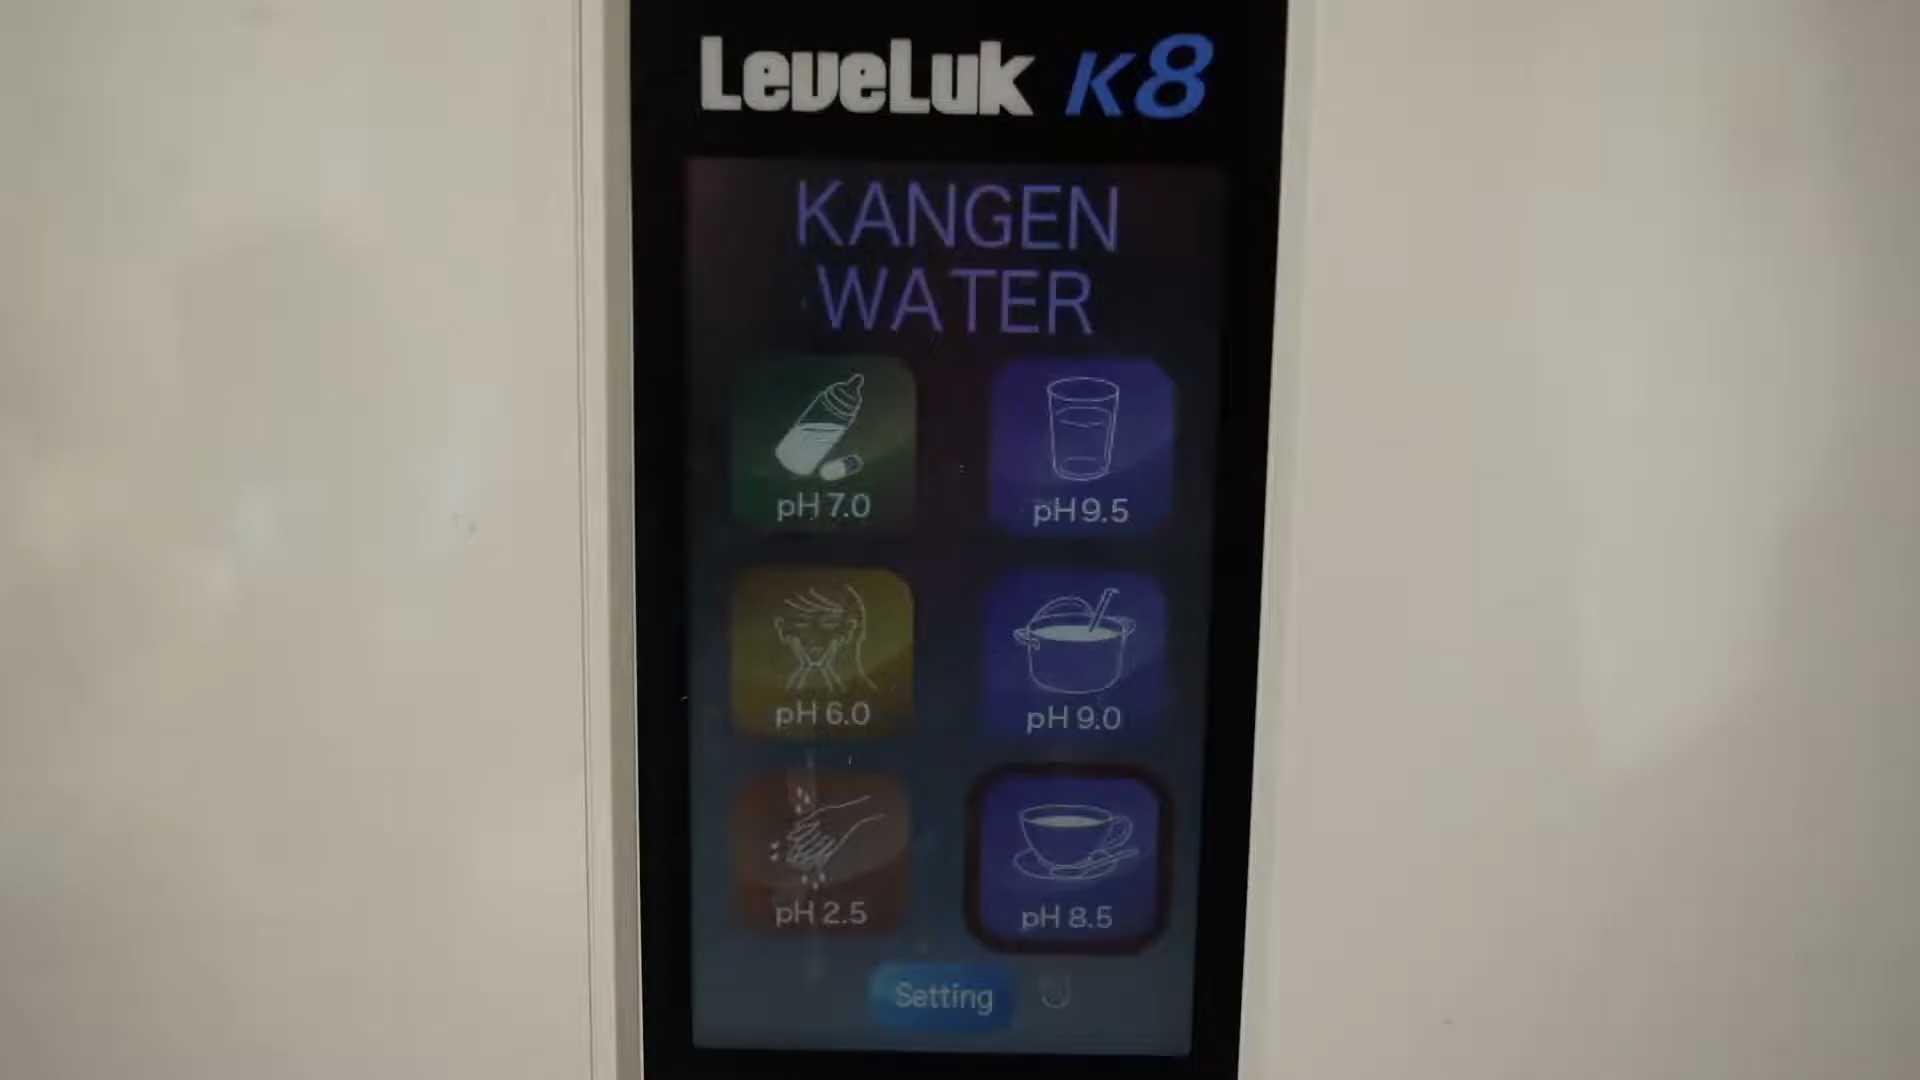 LeveLuk K8
KANGEN
WATER
pH 7.0
pH 9.5
pH 6.0
pH 9.0
pH 2.5
pH 8.5
Setting